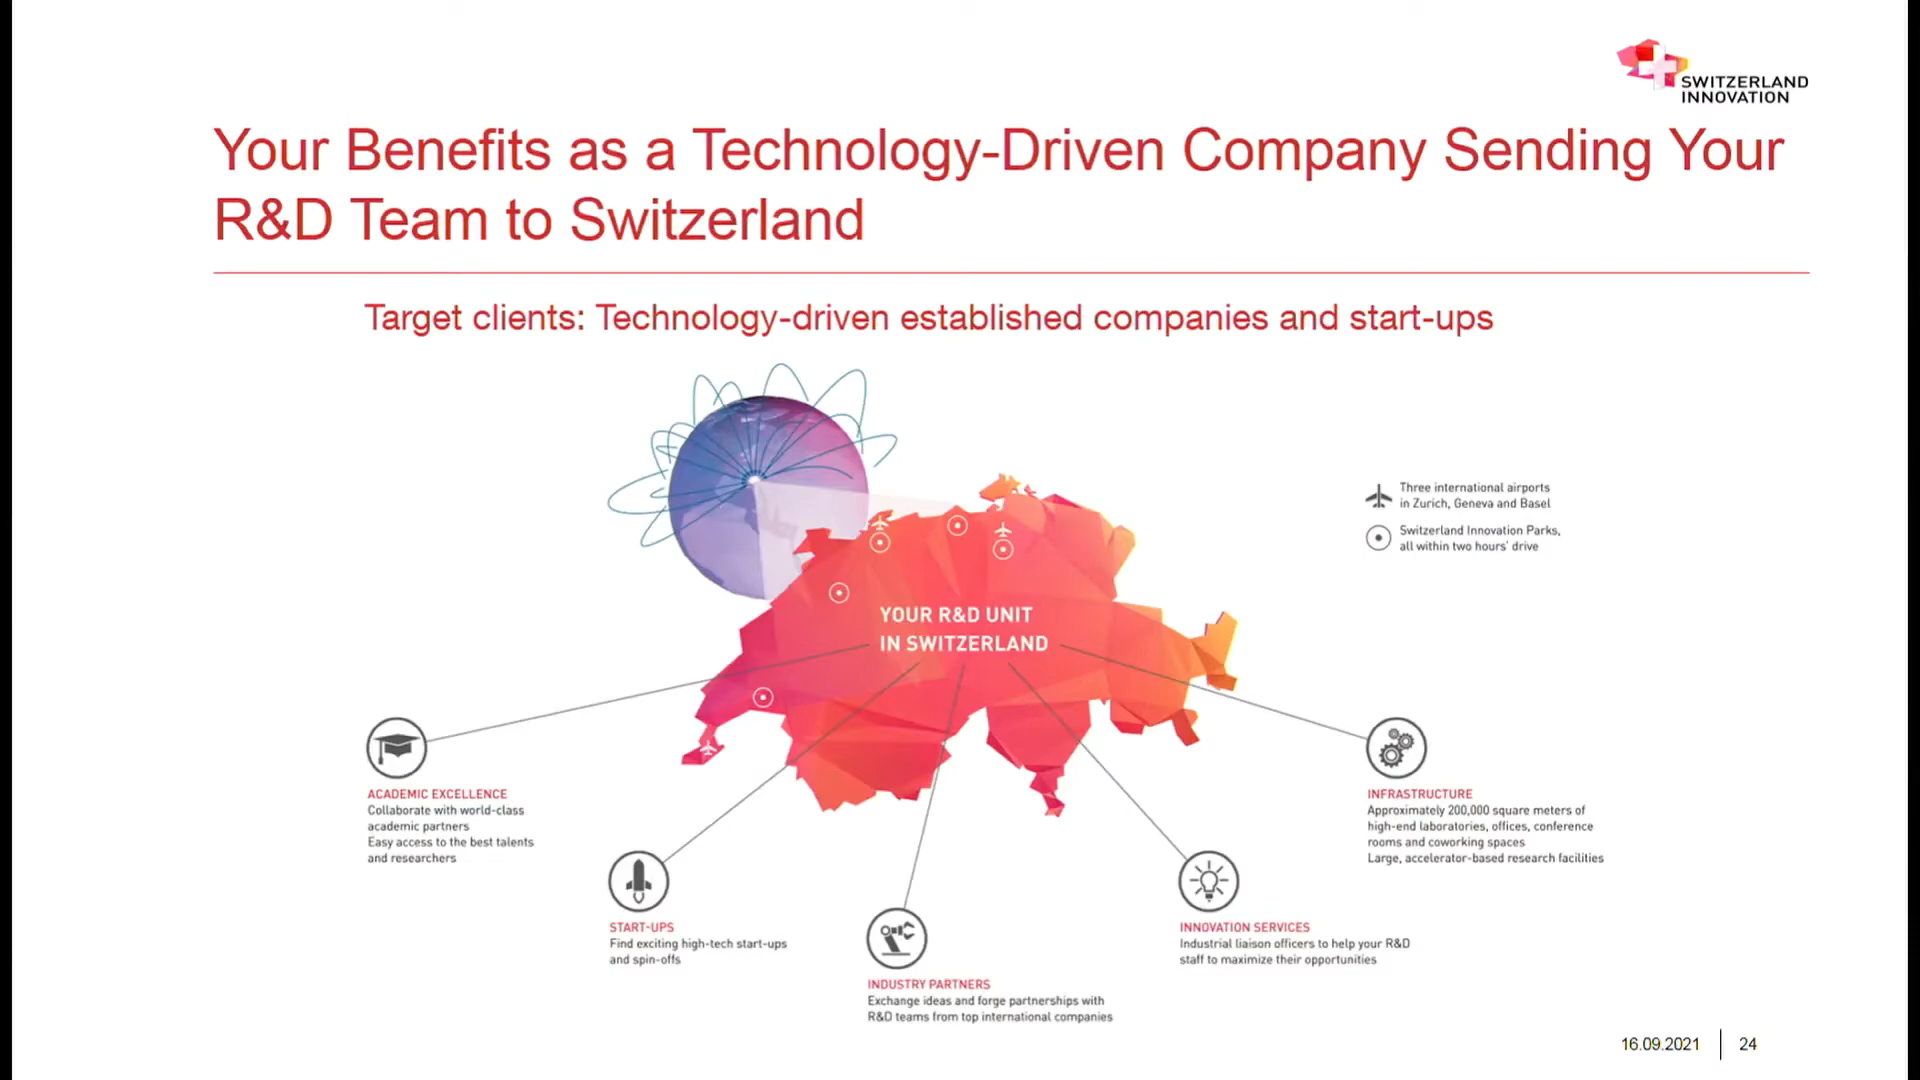 SWITZERLAND
INNOVATION
Your Benefits as a Technology-Driven Company Sending Your
R&D Team to Switzerland
Target clients: Technology-driven established companies and start-ups
Three international airports
in Zurich, Geneva and Basel
Switzerland Innovation Parks,
all within two hours' drive
YOUR R&D UNIT
IN SWITZERLAND
ACADEMIC EXCELLENCE
Collaborate with world-class
academic partners
Easy access to the best talents
and researchers
START-UPS
Find exciting high-tech start-ups
and spin-offs
INDUSTRY PARTNERS
Exchange ideas and forge partnerships with
R&D teams from top international companies
INNOVATION SERVICES
Industrial liaison officers to help your R&D
staff to maximize their opportunities
INFRASTRUCTURE
Approximately 200,000 square meters of
high-end laboratories, offices, conference
rooms and coworking spaces
Large, accelerator-based research facilities
16.09.2021
24